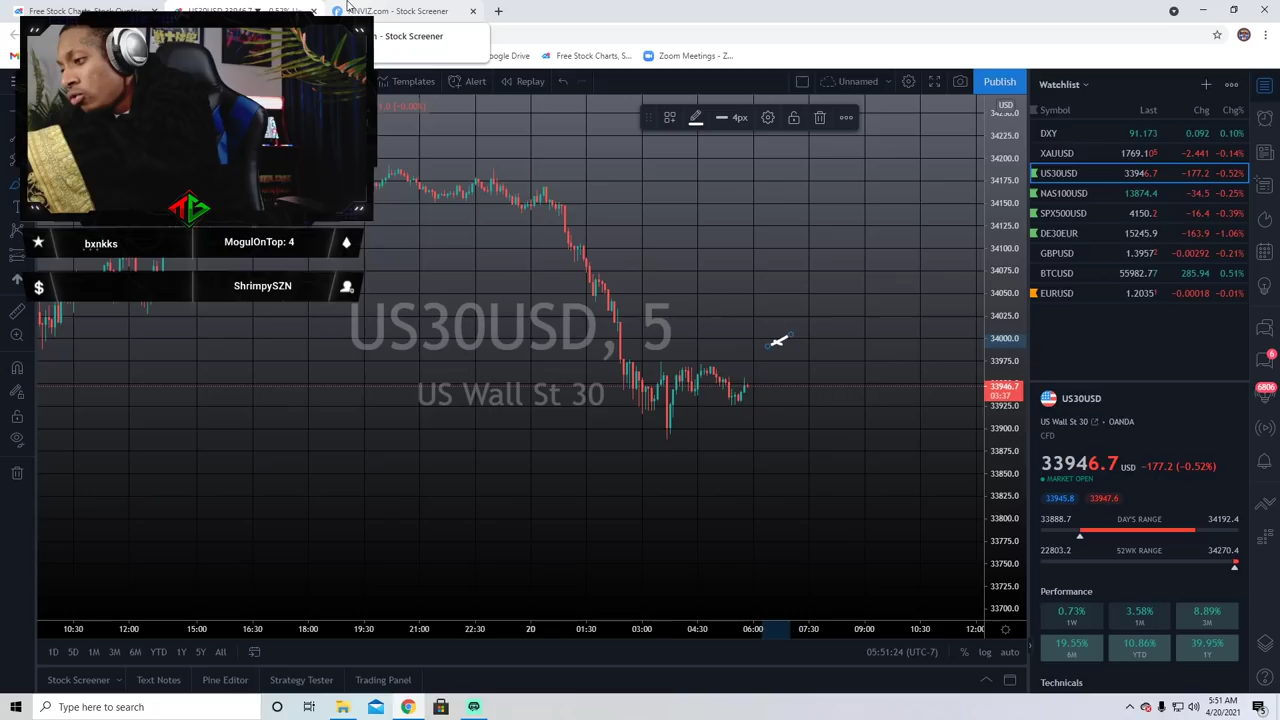 Free Stock Charts, Stock Quotes
US30USD 33946.7 ▼ −0.52% U
FINVIZ.com - Stock Screener
- Stock Screener
Free Stock Charts, S...
Zoom Meetings - Z...
Templates
Alert
Replay
Unnamed
Publish
4px
USD
34225.0
34200.0
34175.0
34150.0
34125.0
34100.0
34075.0
34050.0
34025.0
34000.0
33975.0
33946.7
03:37
33925.0
33900.0
33875.0
33850.0
33825.0
33800.0
33775.0
33750.0
33725.0
33700.0
bxnkks
MogulOnTop: 4
ShrimpySZN
US30USD, 5
US Wall St 30
10:30 12:00 15:00 16:30 18:00 19:30 21:00 22:30 20 01:30 03:00 04:30 06:00 07:30 09:00 10:30 12:00
1D 5D 1M 3M 6M YTD 1Y 5Y All
05:51:24 (UTC-7) % log auto
Stock Screener Text Notes Pine Editor Strategy Tester Trading Panel
Watchlist
Symbol Last Chg Chg%
DXY 91.173 0.092 0.10%
XAUUSD 1769.105 −2.441 −0.14%
US30USD 33946.7 −177.2 −0.52%
NAS100USD 13874.4 −34.5 −0.25%
SPX500USD 4150.2 −16.4 −0.39%
DE30EUR 15245.9 −163.9 −1.06%
GBPUSD 1.39572 −0.00292 −0.21%
BTCUSD 55982.77 285.94 0.51%
EURUSD 1.20351 −0.00018 −0.01%
6
6806
US30USD
US Wall St 30 • OANDA
CFD
33946.7 USD −177.2 (−0.52%)
MARKET OPEN
33945.8 33947.6
33888.7 DAY'S RANGE 34192.4
22803.2 52WK RANGE 34270.4
Performance
0.73% 3.58% 8.89%
1W 1M 3M
19.55% 10.86% 39.95%
6M YTD 1Y
Technicals
Type here to search
5:51 AM
4/20/2021
5